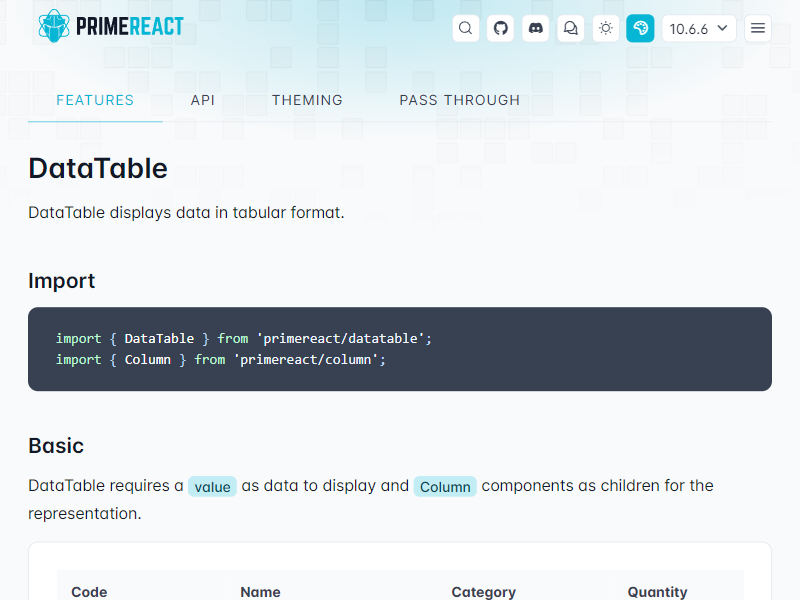 PRIMEREACT
10.6.6
FEATURES API THEMING PASS THROUGH
DataTable
DataTable displays data in tabular format.
Import
import { DataTable } from 'primereact/datatable';
import { Column } from 'primereact/column';
Basic
DataTable requires a value as data to display and Column components as children for the
representation.
Code Name Category Quantity